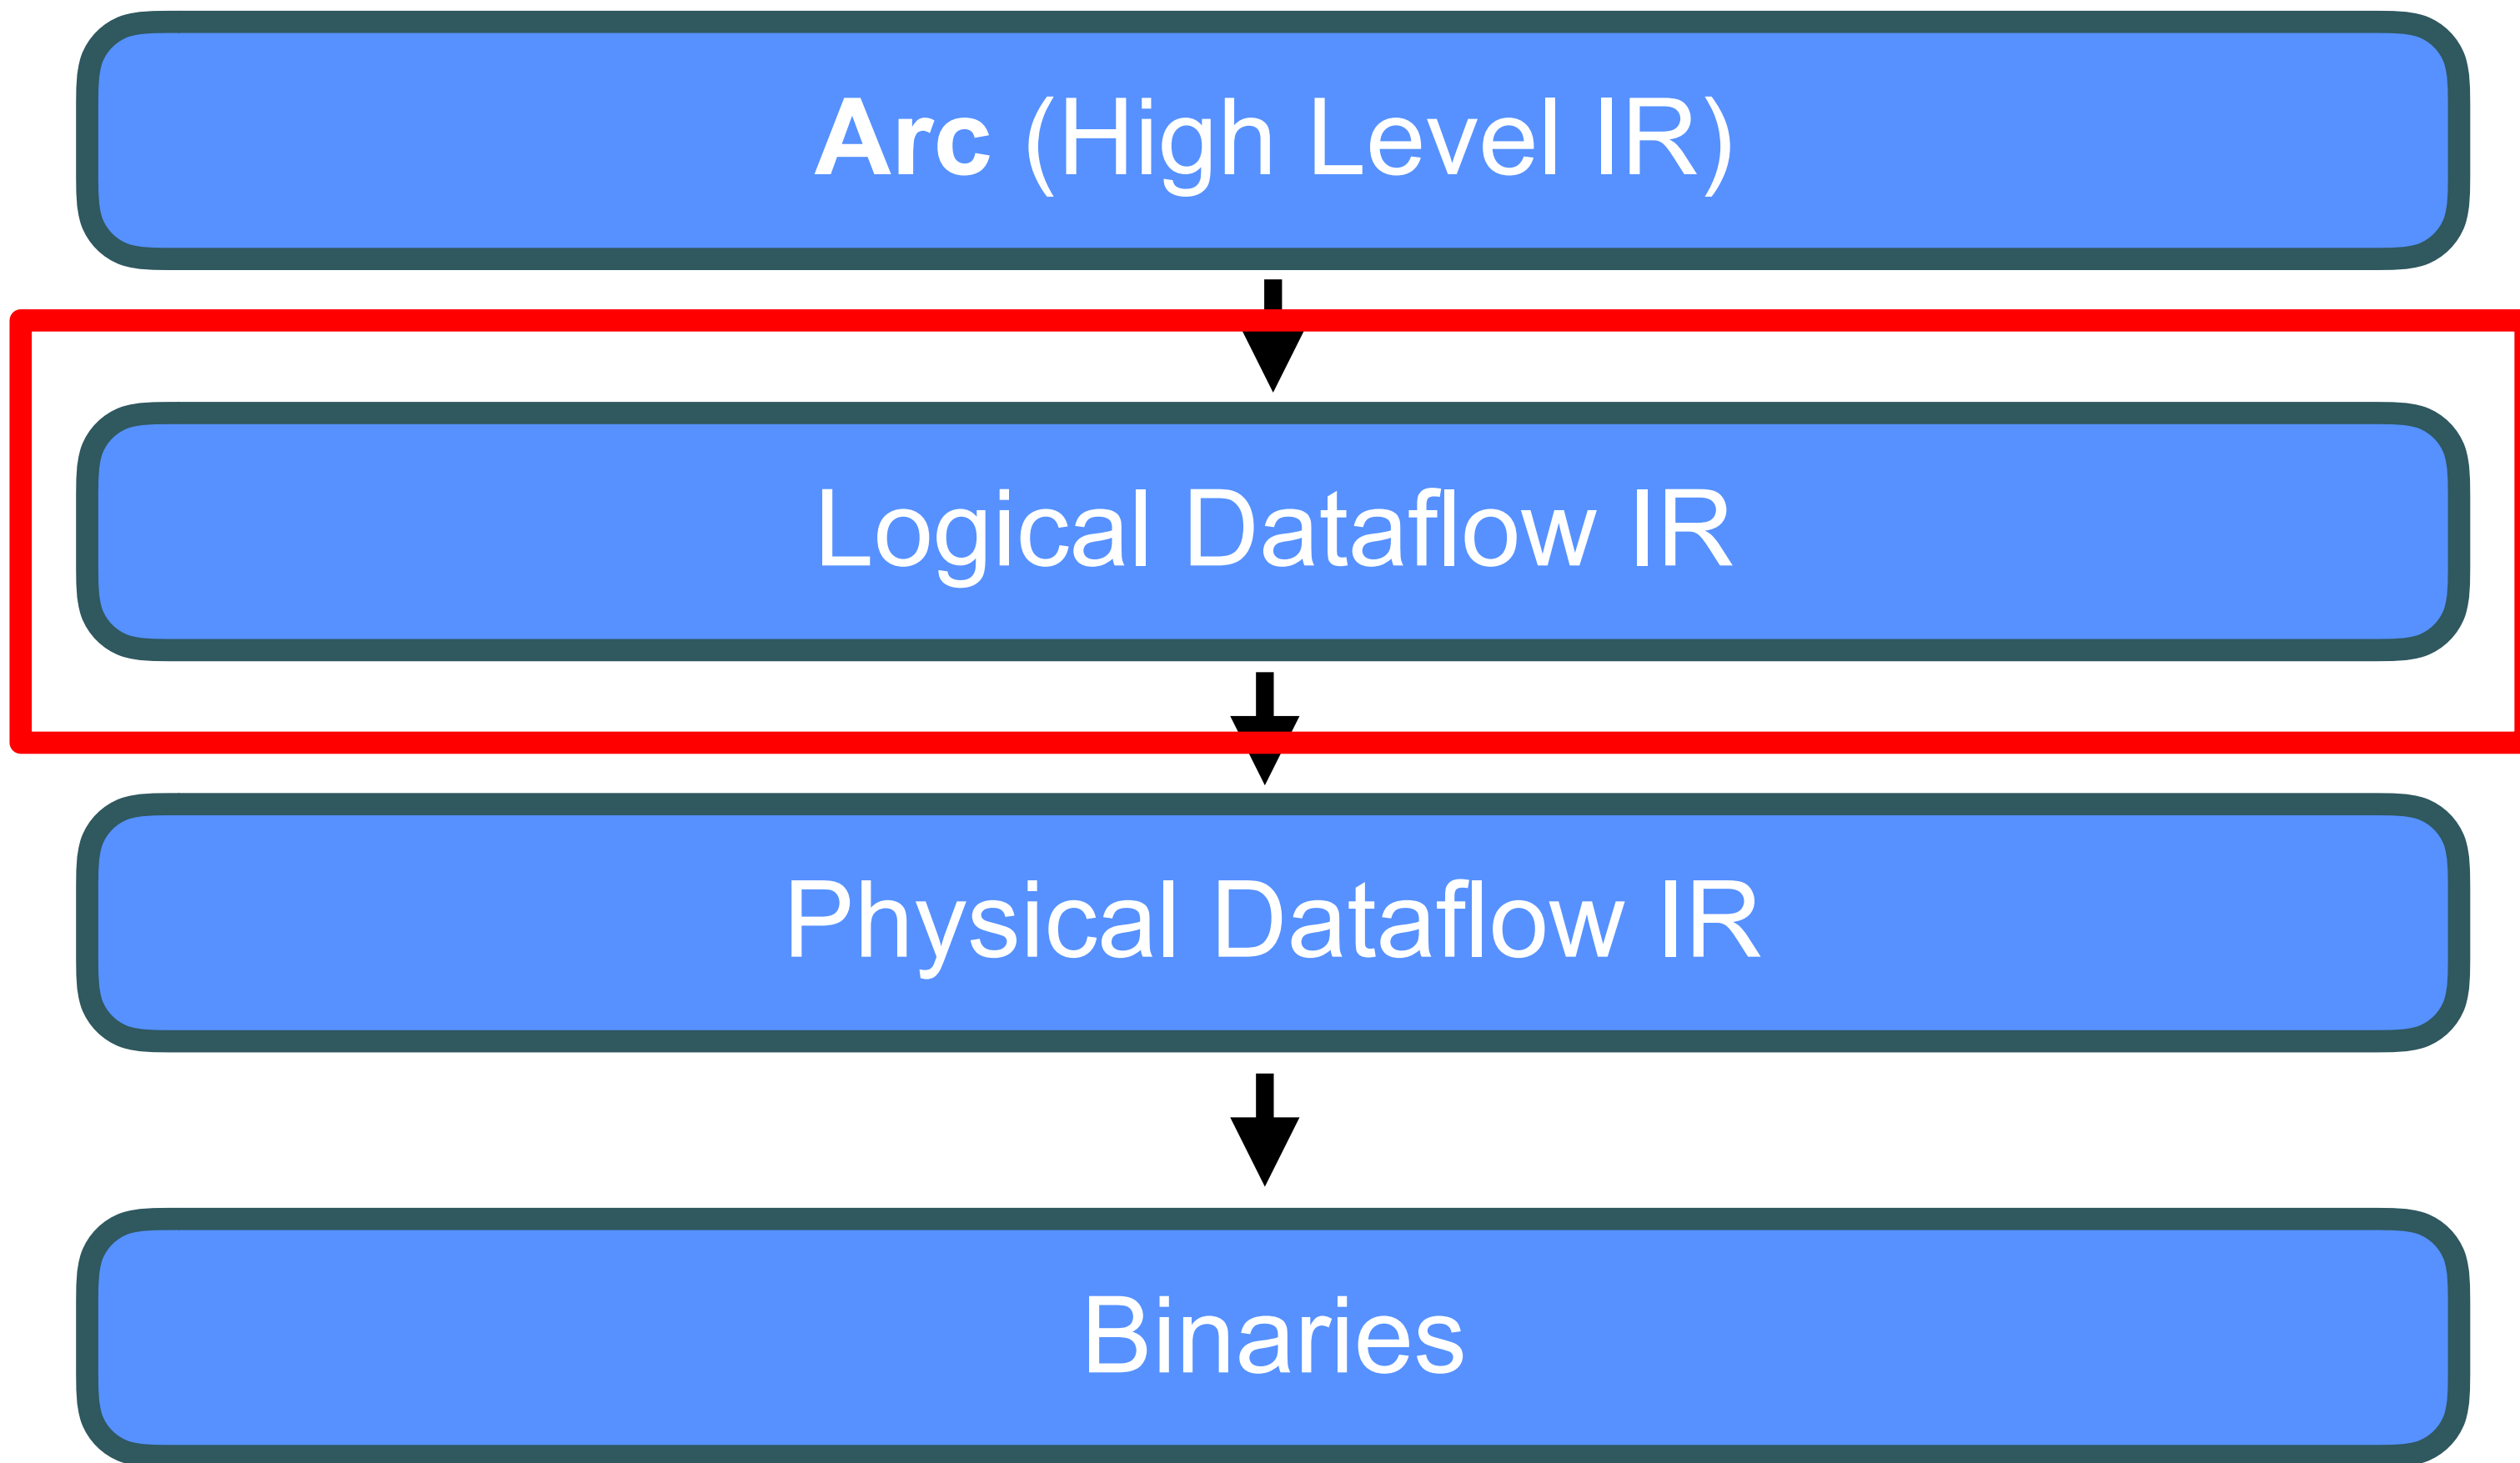 Arc (High Level IR)
Logical Dataflow IR
Physical Dataflow IR
Binaries